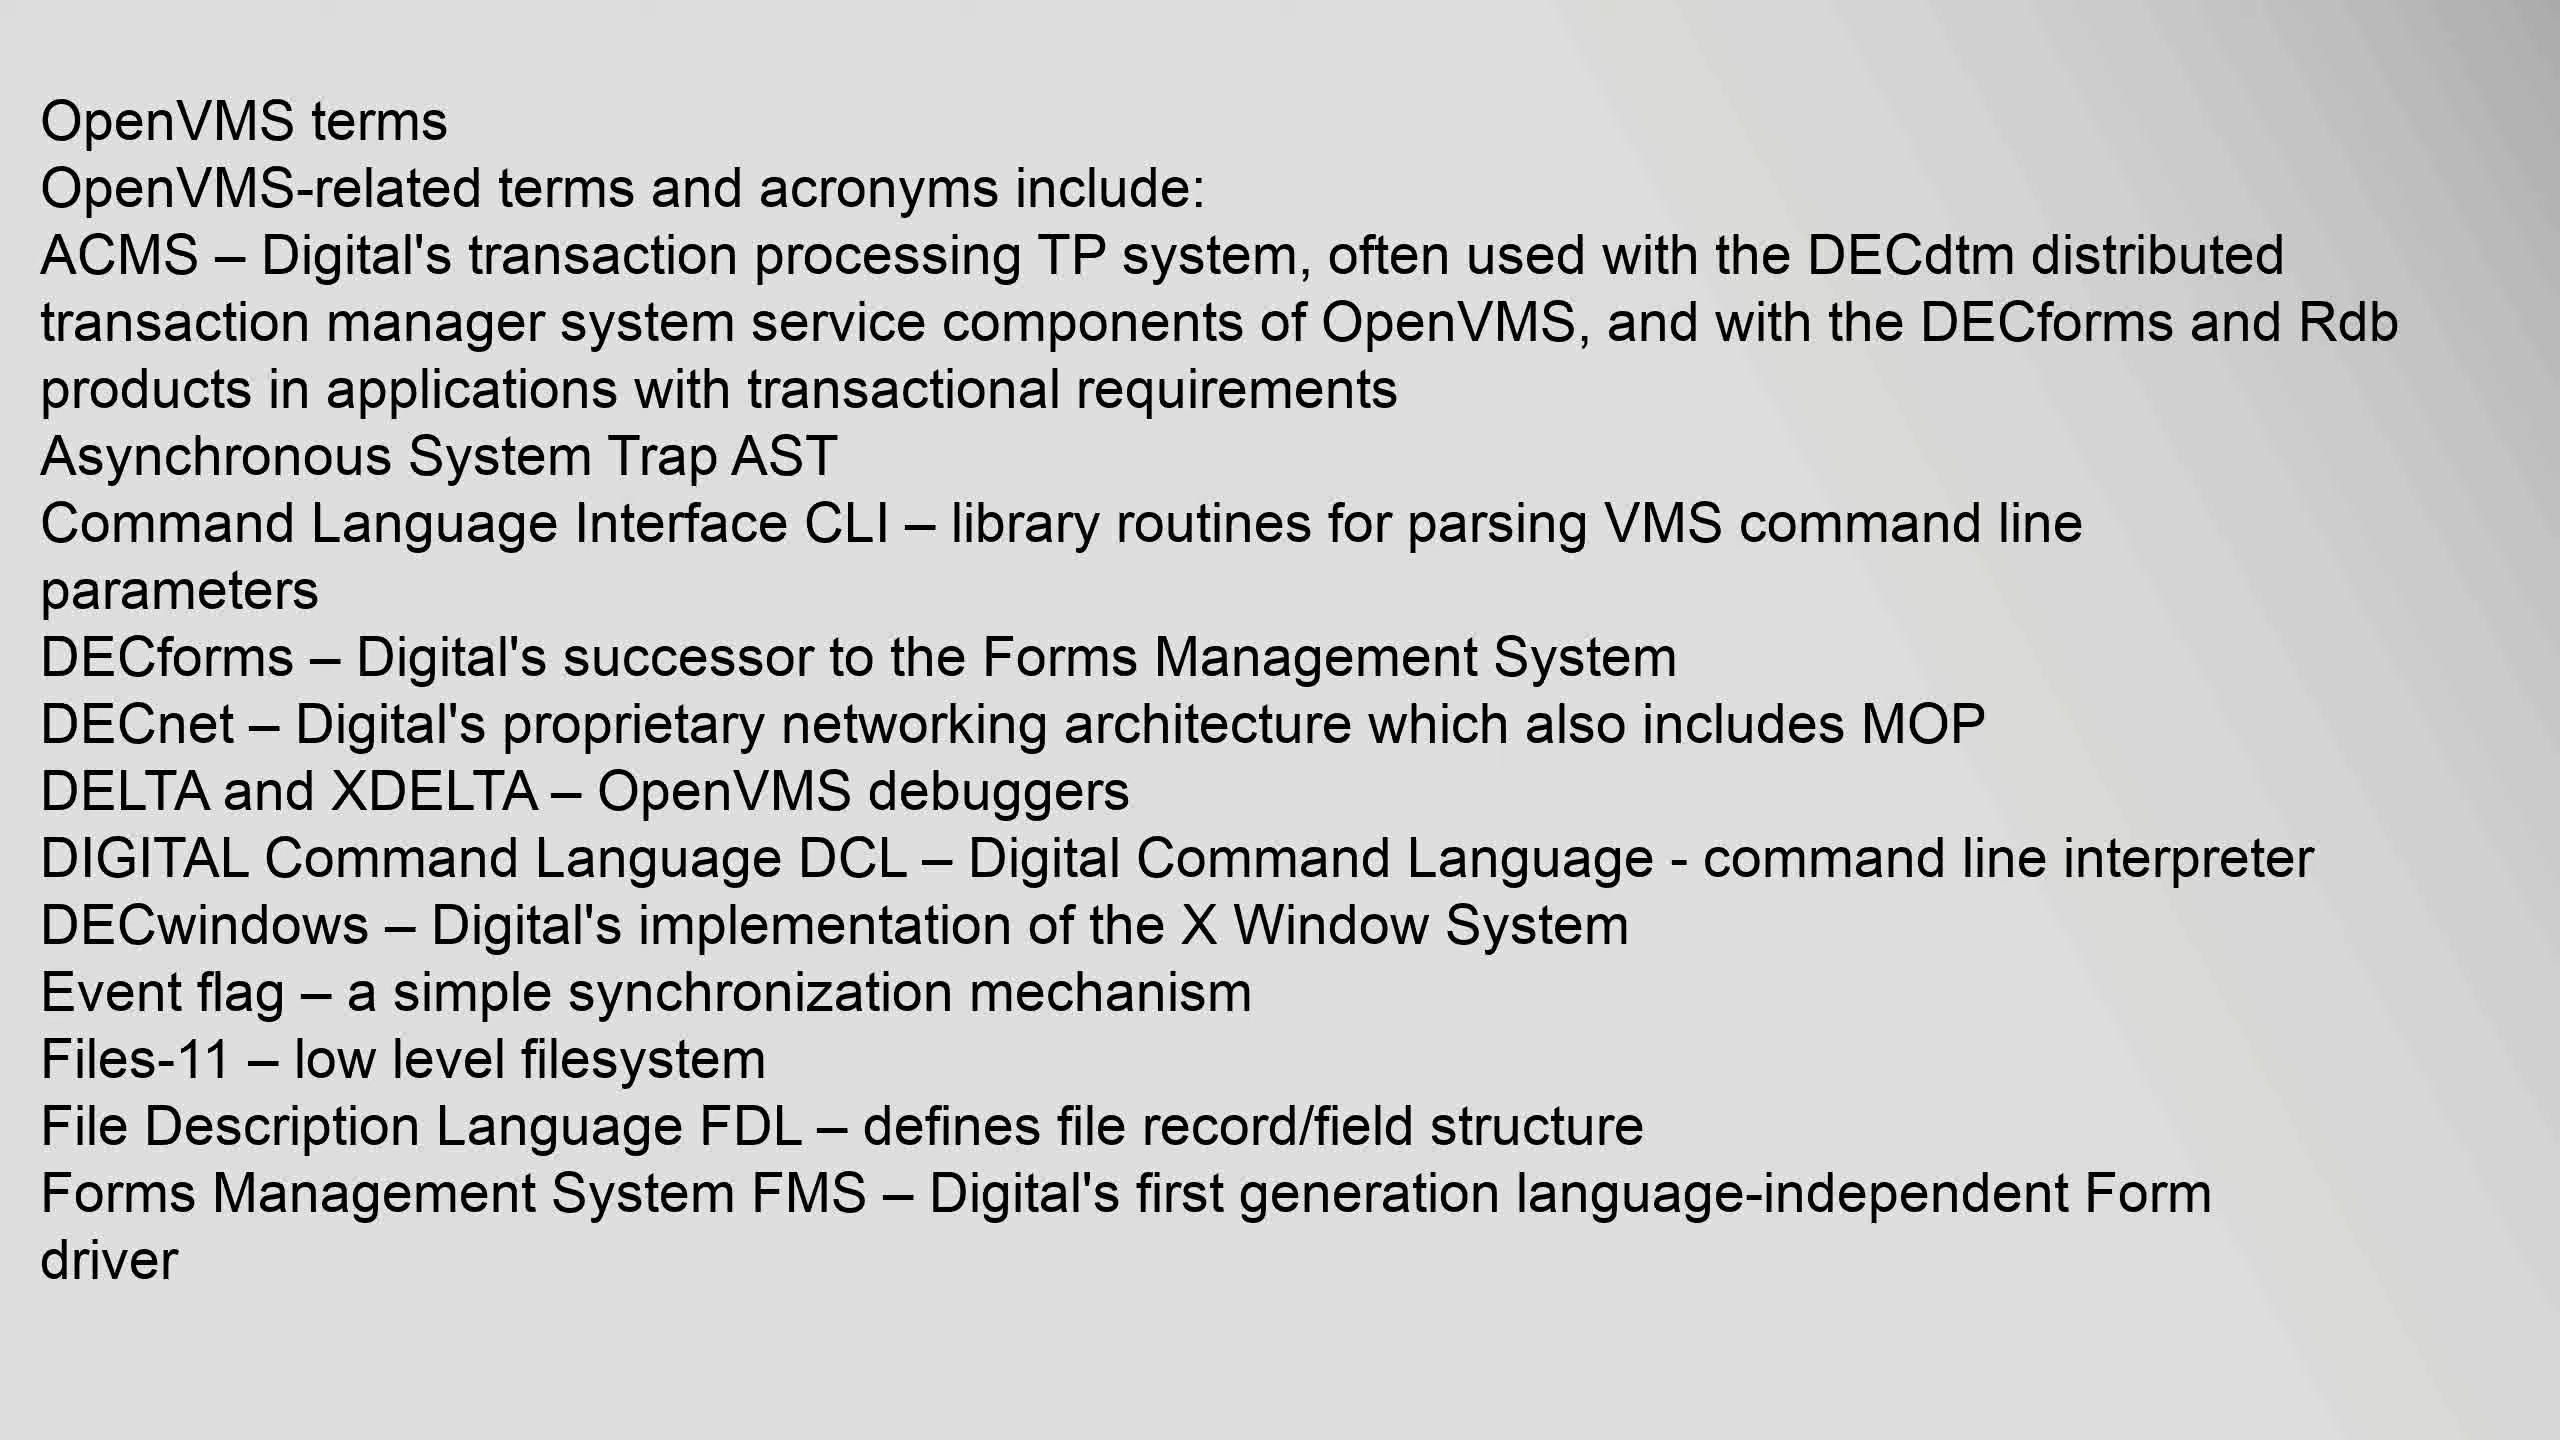 OpenVMS terms
OpenVMS-related terms and acronyms include:
ACMS – Digital's transaction processing TP system, often used with the DECdtm distributed
transaction manager system service components of OpenVMS, and with the DECforms and Rdb
products in applications with transactional requirements
Asynchronous System Trap AST
Command Language Interface CLI – library routines for parsing VMS command line
parameters
DECforms – Digital's successor to the Forms Management System
DECnet – Digital's proprietary networking architecture which also includes MOP
DELTA and XDELTA – OpenVMS debuggers
DIGITAL Command Language DCL – Digital Command Language - command line interpreter
DECwindows – Digital's implementation of the X Window System
Event flag – a simple synchronization mechanism
Files-11 – low level filesystem
File Description Language FDL – defines file record/field structure
Forms Management System FMS – Digital's first generation language-independent Form
driver